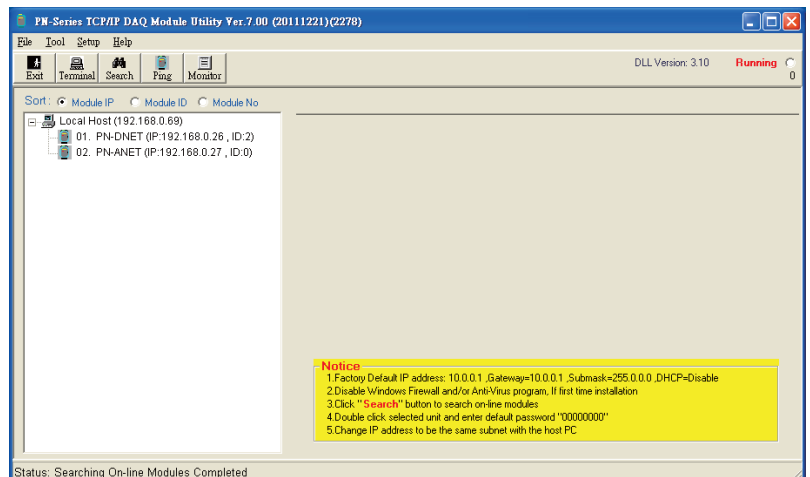 PN-Series TCP/IP DAQ Module Utility Ver.7.00 (20111221)(2278)
File Tool Setup Help
Exit Terminal Search Ping Monitor
DLL Version: 3.10 Running
0
Sort: Module IP Module ID Module No
Local Host (192.168.0.69)
01. PN-DNET (IP:192.168.0.26 , ID:2)
02. PN-ANET (IP:192.168.0.27 , ID:0)
Notice
1.Factory Default IP address: 10.0.0.1 ,Gateway=10.0.0.1 ,Submask=255.0.0.0 ,DHCP=Disable
2.Disable Windows Firewall and/or Anti-Virus program, If first time installation
3.Click "Search" button to search on-line modules
4.Double click selected unit and enter default password "00000000"
5.Change IP address to be the same subnet with the host PC
Status: Searching On-line Modules Completed